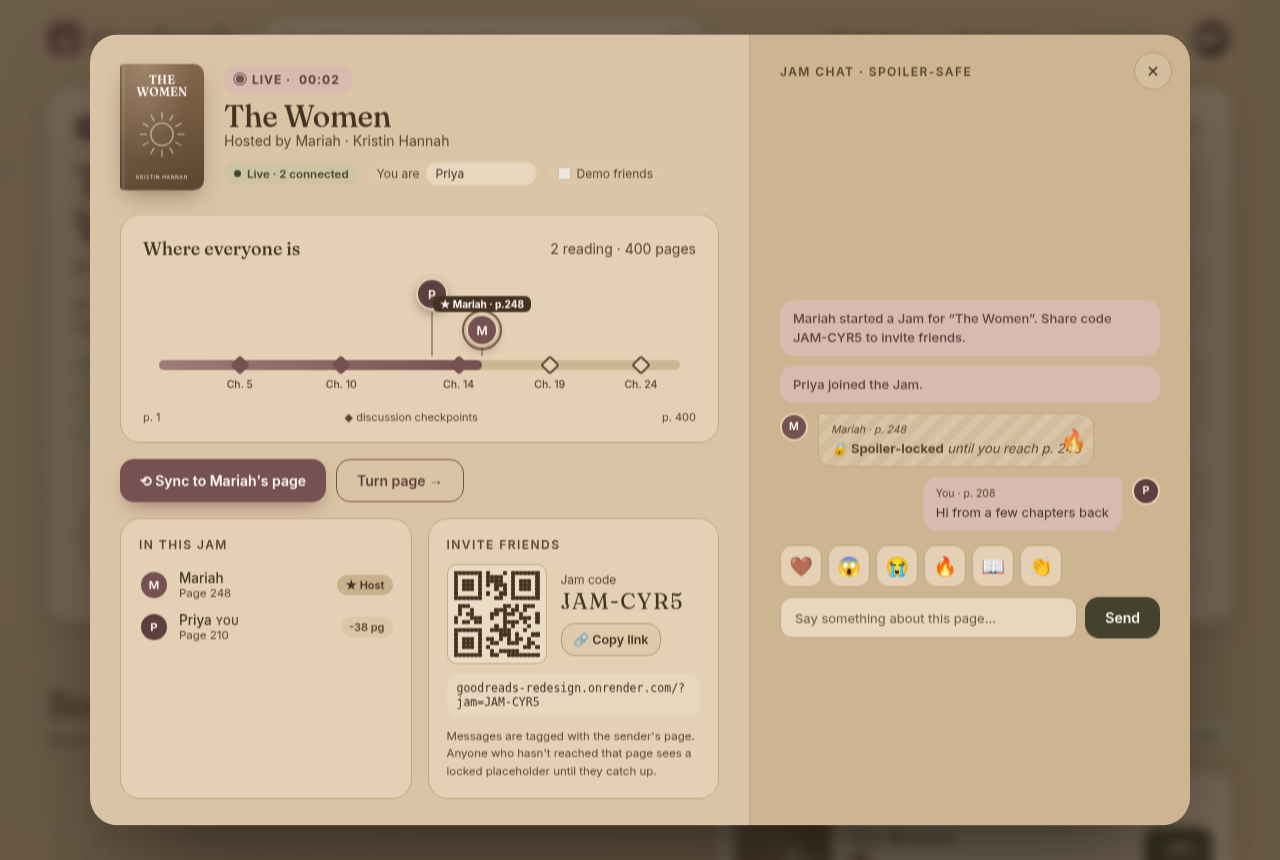 THE
WOMEN
KRISTIN HANNAH
LIVE · 00:02
The Women
Hosted by Mariah · Kristin Hannah
Live · 2 connected
You are
Priya
Demo friends
Where everyone is
2 reading · 400 pages
P
★ Mariah · p.248
M
Ch. 5
Ch. 10
Ch. 14
Ch. 19
Ch. 24
p. 1
◆ discussion checkpoints
p. 400
⟲ Sync to Mariah's page
Turn page →
IN THIS JAM
M
Mariah
Page 248
★ Host
P
Priya YOU
Page 210
-38 pg
INVITE FRIENDS
Jam code
JAM-CYR5
🔗 Copy link
goodreads-redesign.onrender.com/?
jam=JAM-CYR5
Messages are tagged with the sender's page.
Anyone who hasn't reached that page sees a
locked placeholder until they catch up.
JAM CHAT · SPOILER-SAFE
✕
Mariah started a Jam for “The Women”. Share code
JAM-CYR5 to invite friends.
Priya joined the Jam.
M
Mariah · p. 248
🔒 Spoiler-locked until you reach p.
You · p. 208
Hi from a few chapters back
P
Say something about this page…
Send